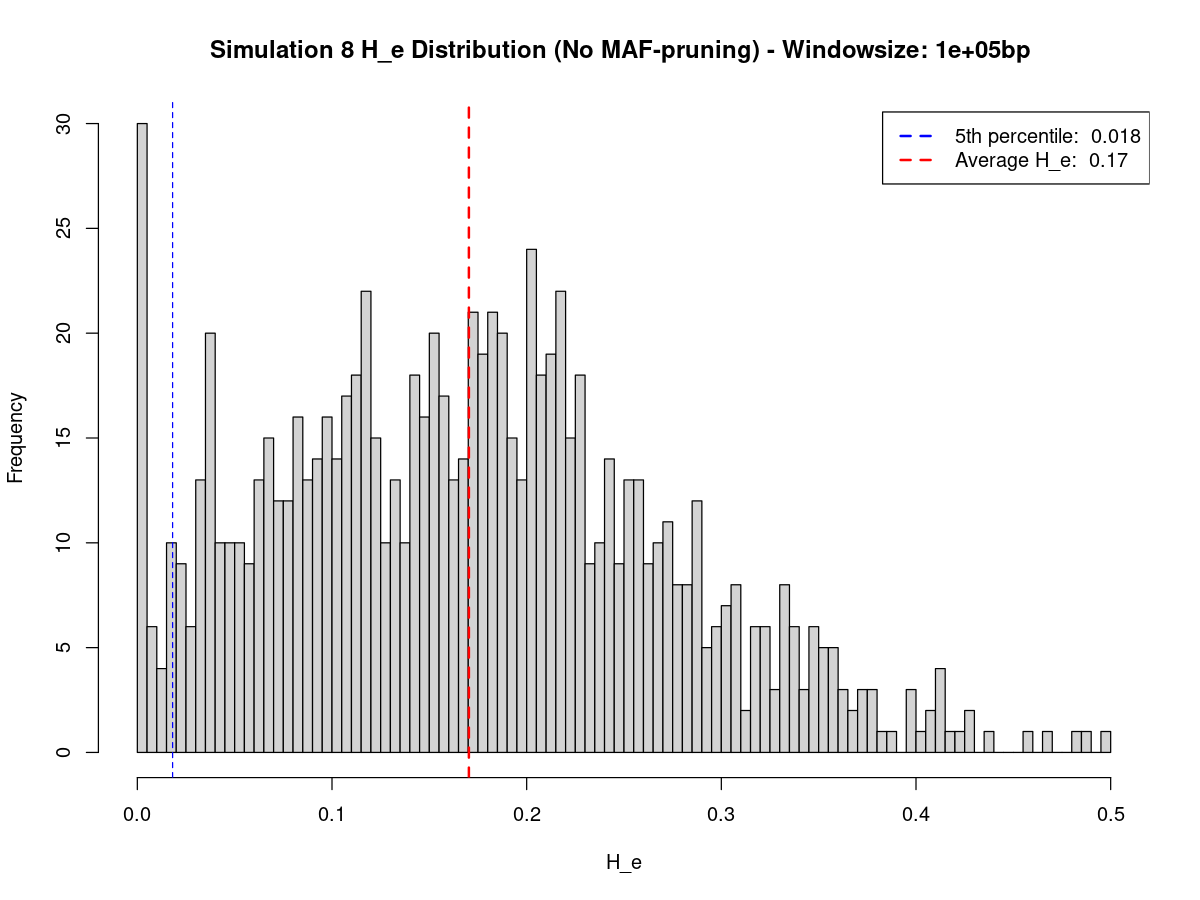 Simulation 8 H_e Distribution (No MAF-pruning) - Windowsize: 1e+05bp
5th percentile: 0.018
Average H_e: 0.17
Frequency
30
25
20
15
10
5
0
0.0 0.1 0.2 0.3 0.4 0.5
H_e